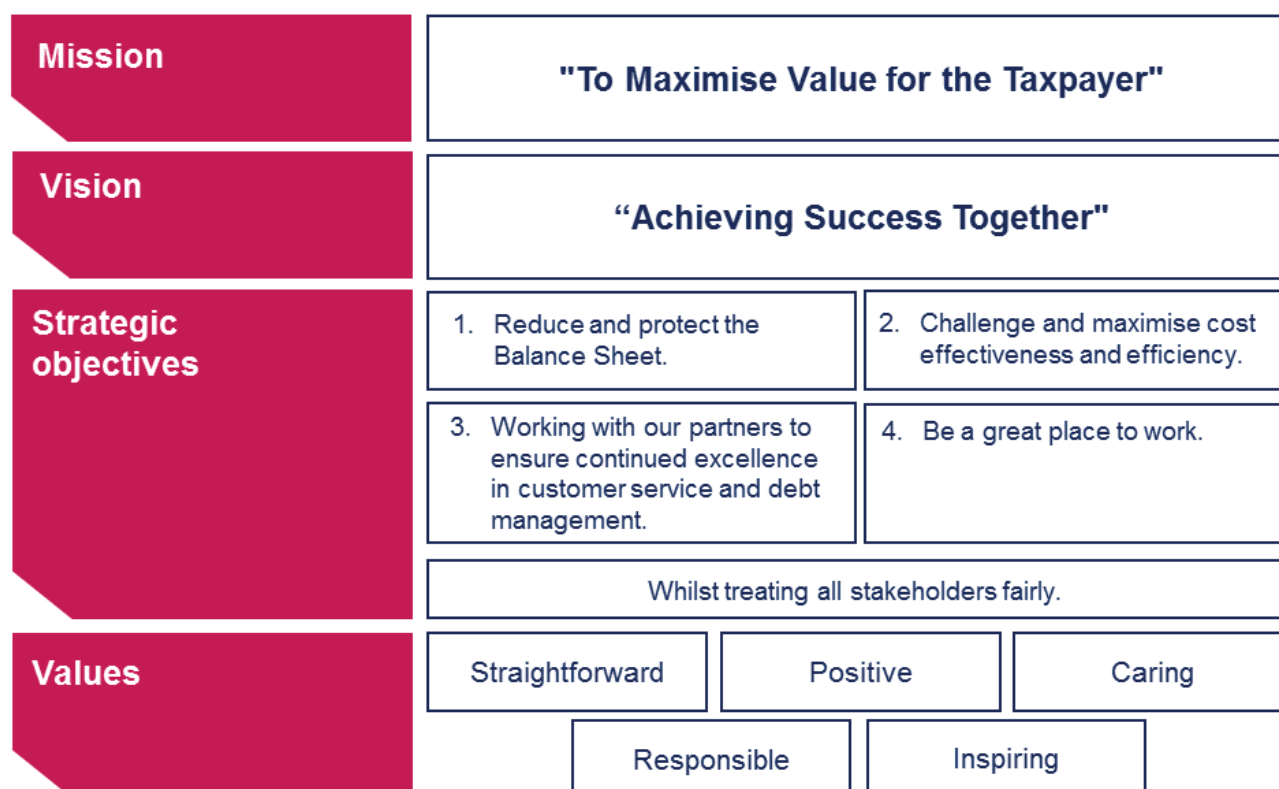 Mission
"To Maximise Value for the Taxpayer"
Vision
“Achieving Success Together"
Strategic
objectives
1. Reduce and protect the
Balance Sheet.
2. Challenge and maximise cost
effectiveness and efficiency.
3. Working with our partners to
ensure continued excellence
in customer service and debt
management.
4. Be a great place to work.
Whilst treating all stakeholders fairly.
Values
Straightforward
Positive
Caring
Responsible
Inspiring